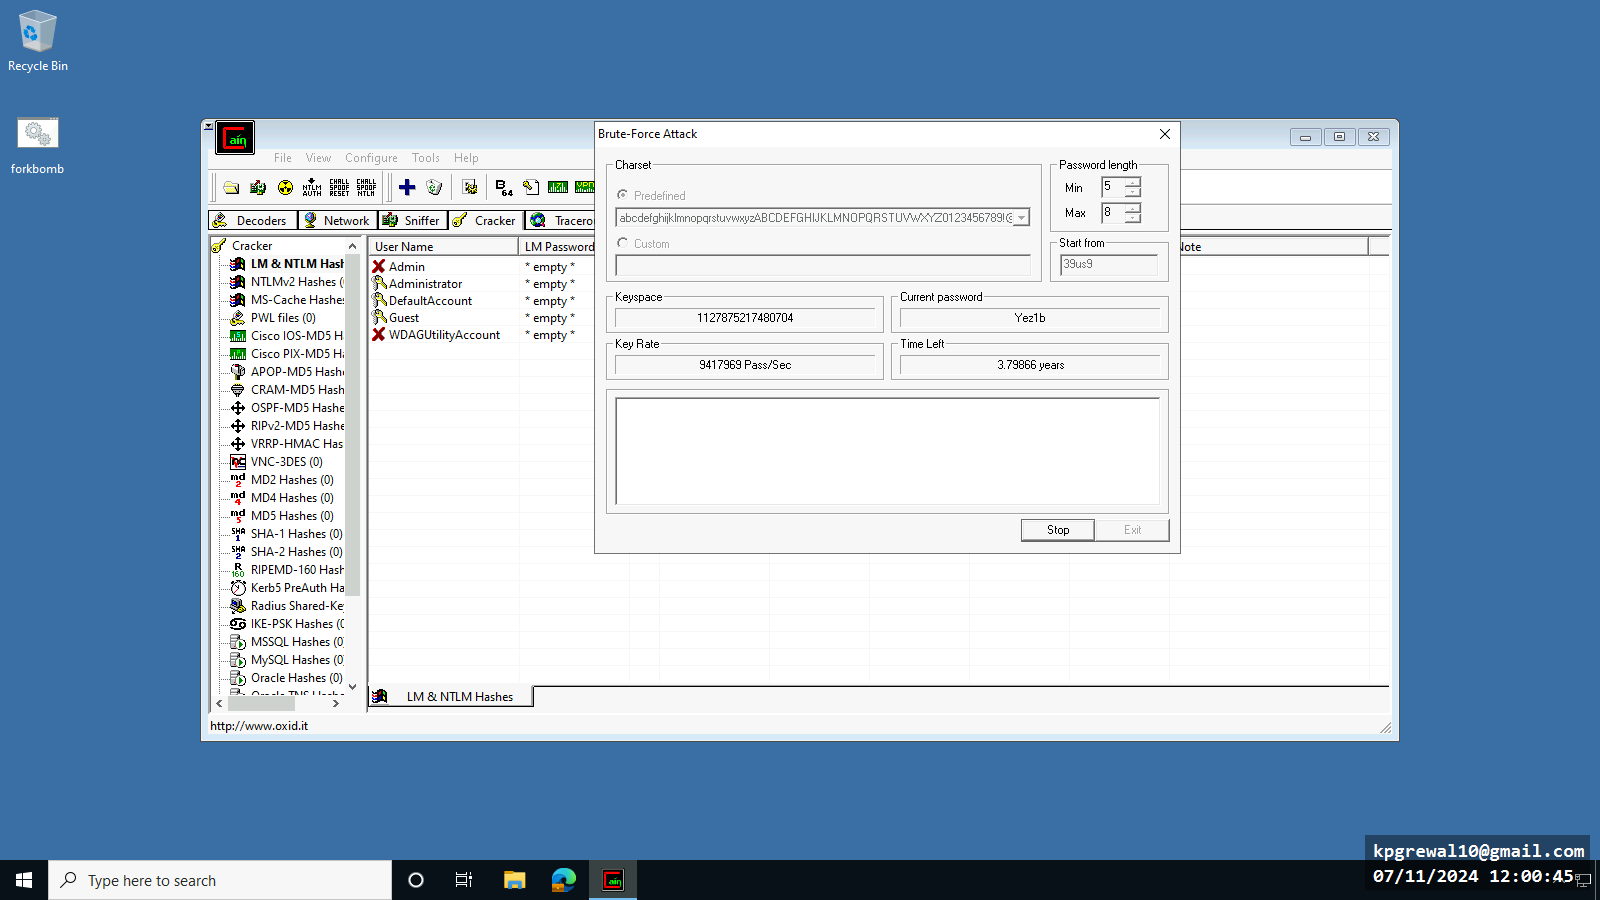 Recycle Bin
forkbomb
Cain
File View Configure Tools Help
Decoders Network Sniffer Cracker Tracero
Cracker
LM & NTLM Hash
NTLMv2 Hashes (
MS-Cache Hashe
PWL files (0)
Cisco IOS-MD5 H
Cisco PIX-MD5 Ha
APOP-MD5 Hashe
CRAM-MD5 Hash
OSPF-MD5 Hashe
RIPv2-MD5 Hashe
VRRP-HMAC Has
VNC-3DES (0)
MD2 Hashes (0)
MD4 Hashes (0)
MD5 Hashes (0)
SHA-1 Hashes (0)
SHA-2 Hashes (0)
RIPEMD-160 Hash
Kerb5 PreAuth Ha
Radius Shared-Key
IKE-PSK Hashes (0
MSSQL Hashes (0)
MySQL Hashes (0)
Oracle Hashes (0)
User Name LM Password Note
Admin * empty *
Administrator * empty *
DefaultAccount * empty *
Guest * empty *
WDAGUtilityAccount * empty *
LM & NTLM Hashes
http://www.oxid.it
Brute-Force Attack
Charset
Predefined
abcdefghijklmnopqrstuvwxyzABCDEFGHIJKLMNOPQRSTUVWXYZ0123456789!@
Custom
Password length
Min 5
Max 8
Start from
39us9
Keyspace
1127875217480704
Current password
Yez1b
Key Rate
9417969 Pass/Sec
Time Left
3.79866 years
Stop Exit
Type here to search
kpgrewal10@gmail.com
07/11/2024 12:00:45